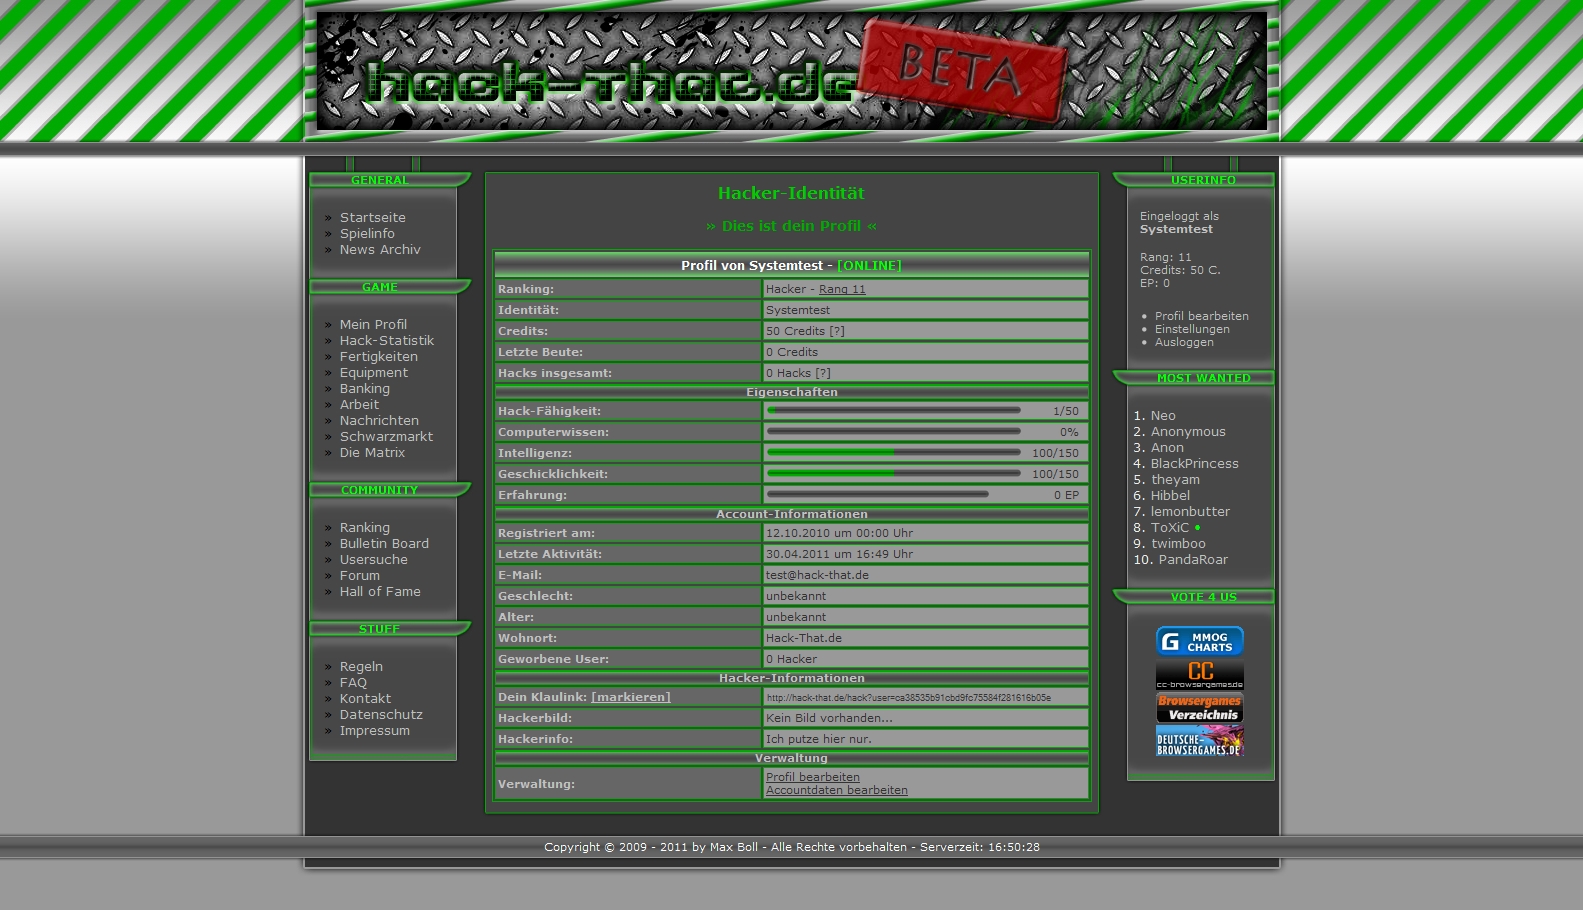 hack-That.de BETA
GENERAL
» Startseite
» Spielinfo
» News Archiv
GAME
» Mein Profil
» Hack-Statistik
» Fertigkeiten
» Equipment
» Banking
» Arbeit
» Nachrichten
» Schwarzmarkt
» Die Matrix
COMMUNITY
» Ranking
» Bulletin Board
» Usersuche
» Forum
» Hall of Fame
STUFF
» Regeln
» FAQ
» Kontakt
» Datenschutz
» Impressum
Hacker-Identität
» Dies ist dein Profil «
Profil von Systemtest - [ONLINE]
Ranking: Hacker - Rang 11
Identität: Systemtest
Credits: 50 Credits [?]
Letzte Beute: 0 Credits
Hacks insgesamt: 0 Hacks [?]
Eigenschaften
Hack-Fähigkeit: 1/50
Computerwissen: 0%
Intelligenz: 100/150
Geschicklichkeit: 100/150
Erfahrung: 0 EP
Account-Informationen
Registriert am: 12.10.2010 um 00:00 Uhr
Letzte Aktivität: 30.04.2011 um 16:49 Uhr
E-Mail: test@hack-that.de
Geschlecht: unbekannt
Alter: unbekannt
Wohnort: Hack-That.de
Geworbene User: 0 Hacker
Hacker-Informationen
Dein Klaulink: [markieren] http://hack-that.de/hack?user=ca38535b91cbd9fc75584f281616b05e
Hackerbild: Kein Bild vorhanden...
Hackerinfo: Ich putze hier nur.
Verwaltung
Verwaltung: Profil bearbeiten
Accountdaten bearbeiten
USERINFO
Eingeloggt als
Systemtest
Rang: 11
Credits: 50 C.
EP: 0
• Profil bearbeiten
• Einstellungen
• Ausloggen
MOST WANTED
1. Neo
2. Anonymous
3. Anon
4. BlackPrincess
5. theyam
6. Hibbel
7. lemonbutter
8. ToXiC •
9. twimboo
10. PandaRoar
VOTE 4 US
G MMOG
CHARTS
CC
cc-browsergames.de
Browsergames
Verzeichnis
DEUTSCHE-
BROWSERGAMES.DE
Copyright © 2009 - 2011 by Max Boll - Alle Rechte vorbehalten - Serverzeit: 16:50:28